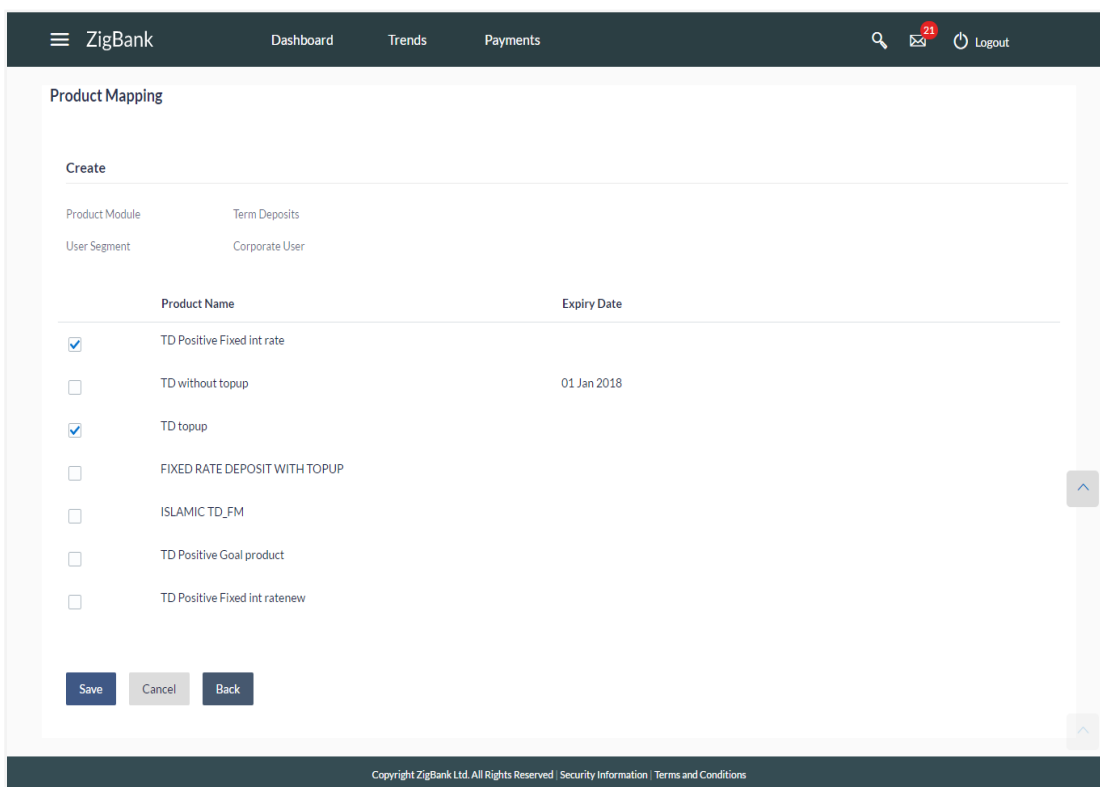 ZigBank Dashboard Trends Payments 21 Logout
Product Mapping
Create
Product Module Term Deposits
User Segment Corporate User
Product Name Expiry Date
TD Positive Fixed int rate
TD without topup 01 Jan 2018
TD topup
FIXED RATE DEPOSIT WITH TOPUP
ISLAMIC TD_FM
TD Positive Goal product
TD Positive Fixed int ratenew
Save Cancel Back
Copyright ZigBank Ltd. All Rights Reserved | Security Information | Terms and Conditions